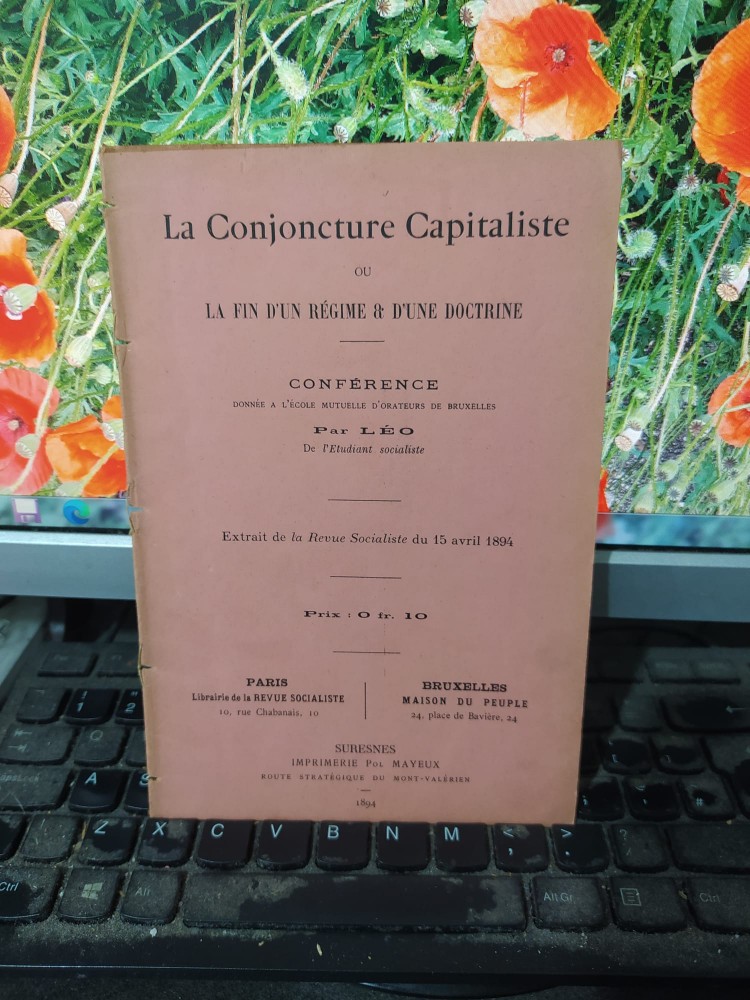 La Conjoncture Capitaliste
OU
LA FIN D'UN RÉGIME & D'UNE DOCTRINE
CONFÉRENCE
DONNÉE A L'ÉCOLE MUTUELLE D'ORATEURS DE BRUXELLES
Par LÉO
De l'Etudiant socialiste
Extrait de la Revue Socialiste du 15 avril 1894
Prix : 0 fr. 10
PARIS
Librairie de la REVUE SOCIALISTE
10, rue Chabanais, 10
BRUXELLES
MAISON DU PEUPLE
24, place de Bavière, 24
SURESNES
IMPRIMERIE POL MAYEUX
ROUTE STRATÉGIQUE DU MONT-VALÉRIEN
1894
! 1
" 2
A S
Z X C V B N M < , > .
Ctrl Alt Alt Gr Ctrl